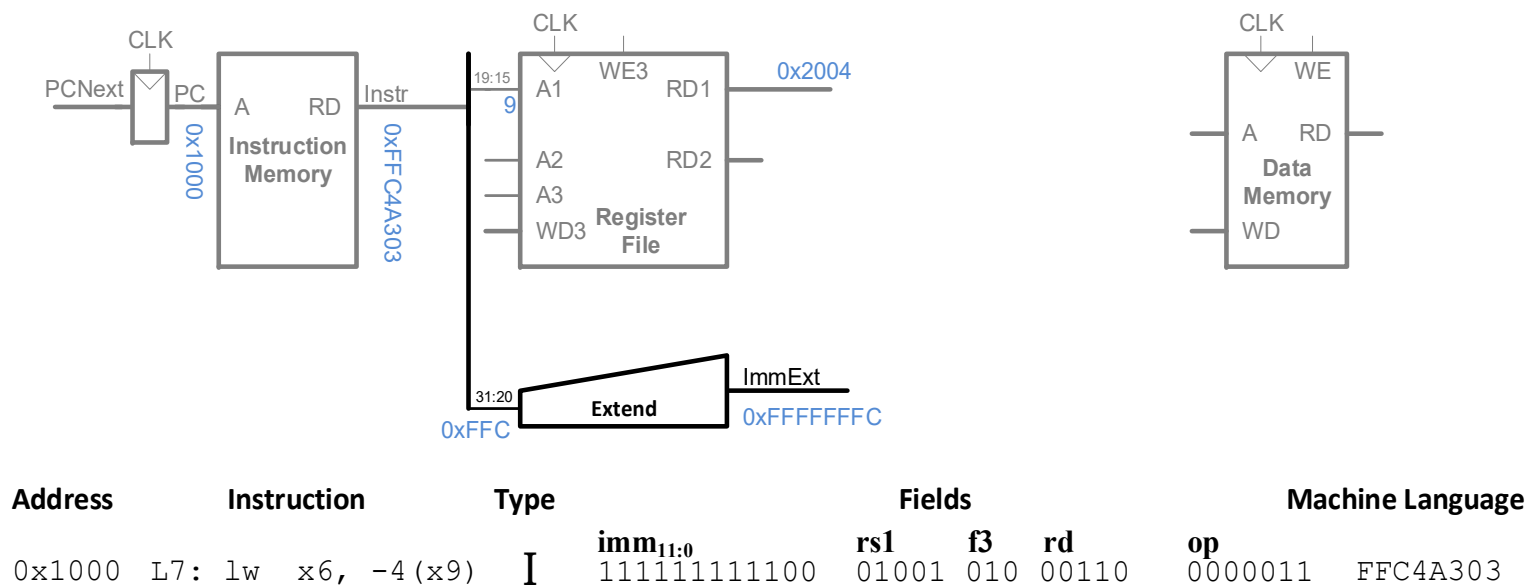 CLK
CLK
CLK
PCNext
PC
A
RD
Instr
Instruction
Memory
0x1000
0xFFC4A303
19:15
9
A1
WE3
RD1
0x2004
A2
RD2
A3
WD3
Register
File
WE
A
RD
Data
Memory
WD
31:20
0xFFC
Extend
ImmExt
0xFFFFFFFC
Address Instruction Type Fields Machine Language
imm11:0 rs1 f3 rd op
0x1000 L7: lw x6, -4(x9) I 111111111100 01001 010 00110 0000011 FFC4A303